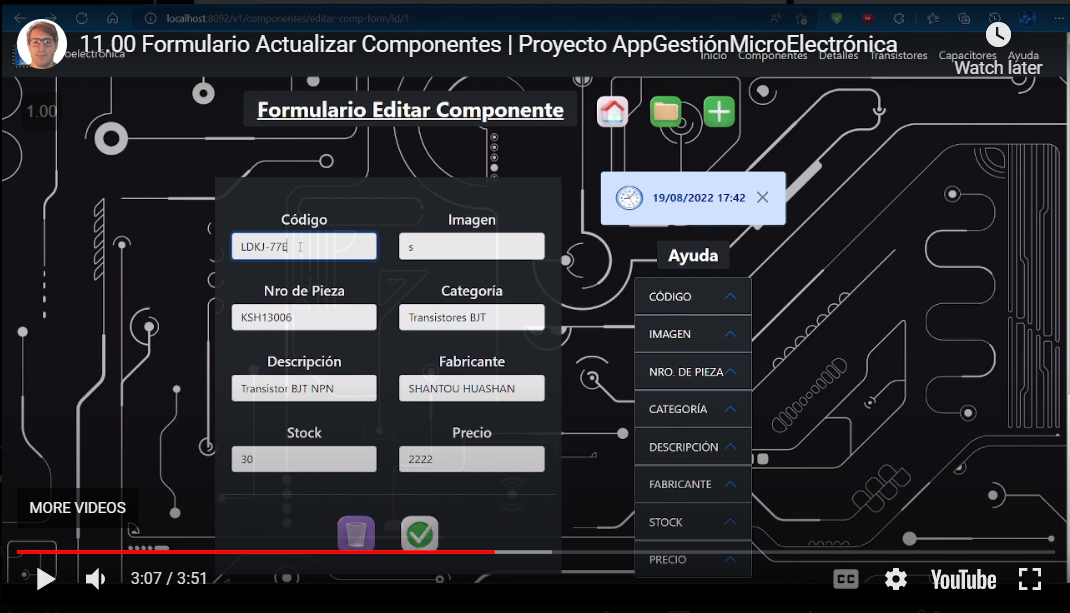 localhost:8092/v1/componentes/editar-comp-form/id/1
11.00 Formulario Actualizar Componentes | Proyecto AppGestiónMicroElectrónica
oelectrónica
Inicio Componentes Detalles Transistores Capacitores Ayuda
Watch later
1.00
Formulario Editar Componente
19/08/2022 17:42
Código Imagen
LDKJ-77E s
Nro de Pieza Categoría
KSH13006 Transistores BJT
Descripción Fabricante
Transistor BJT NPN SHANTOU HUASHAN
Stock Precio
30 2222
Ayuda
CÓDIGO
IMAGEN
NRO. DE PIEZA
CATEGORÍA
DESCRIPCIÓN
FABRICANTE
STOCK
PRECIO
MORE VIDEOS
3:07 / 3:51
CC
YouTube